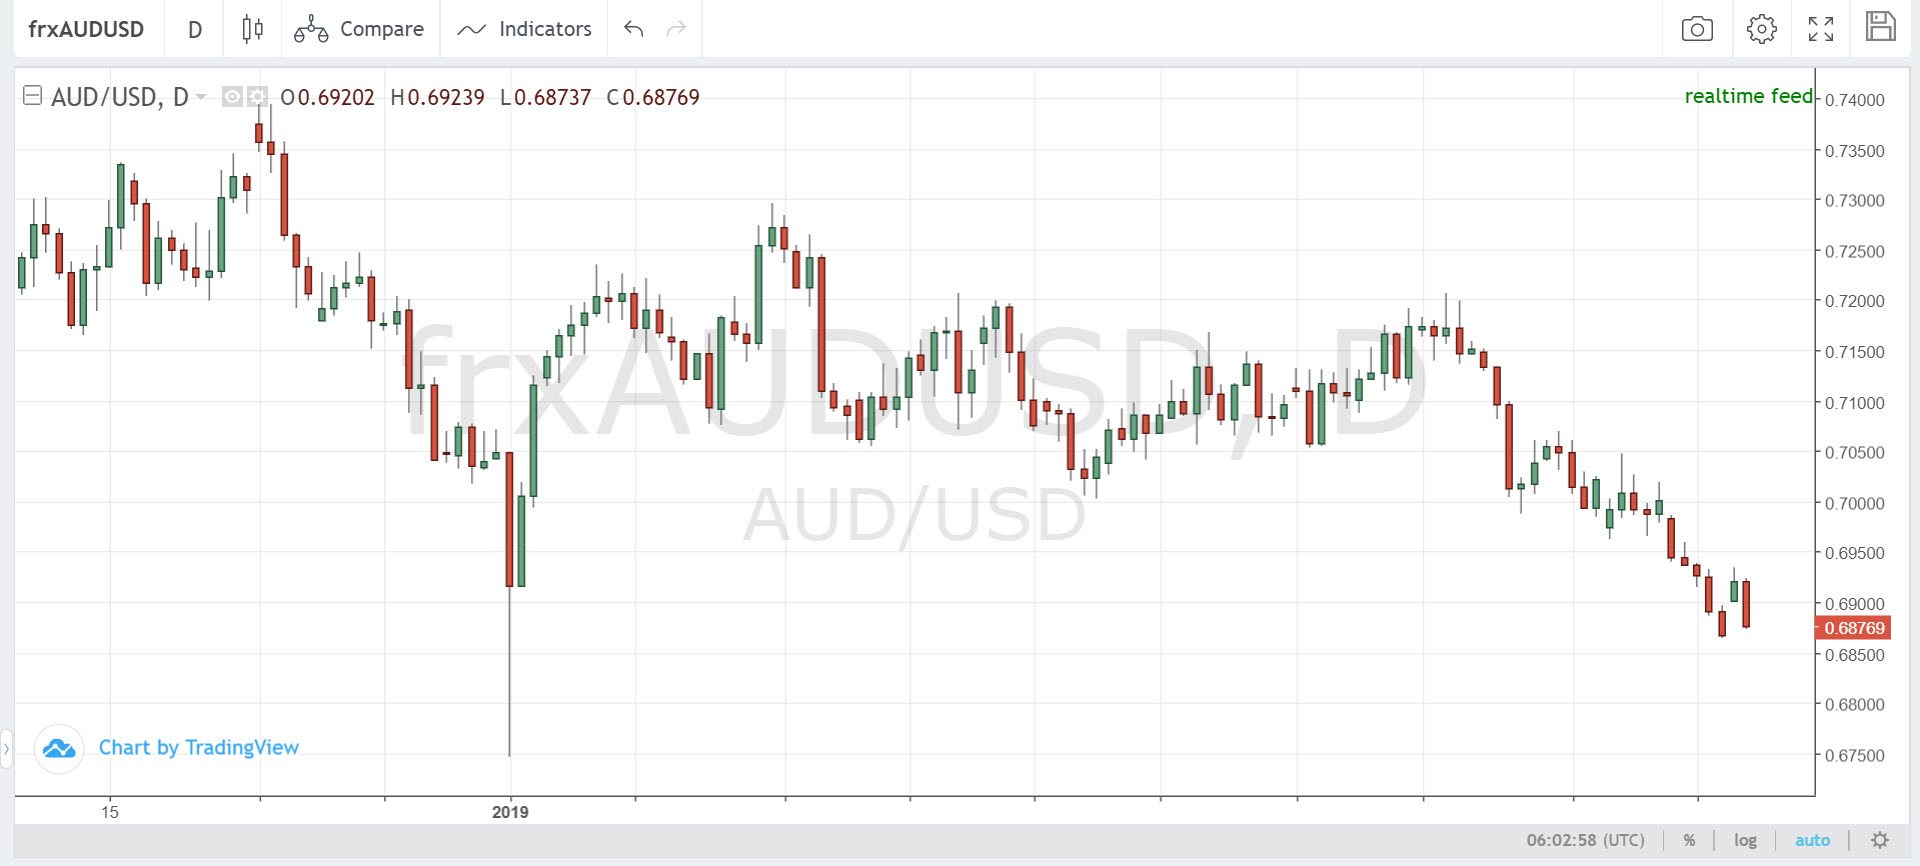 frxAUDUSD D Compare Indicators
AUD/USD, D O0.69202 H0.69239 L0.68737 C0.68769
realtime feed
0.74000
0.73500
0.73000
0.72500
0.72000
0.71500
0.71000
0.70500
0.70000
0.69500
0.69000
0.68769
0.68500
0.68000
0.67500
frxAUDUSD, D
AUD/USD
Chart by TradingView
15 2019
06:02:58 (UTC) % log auto